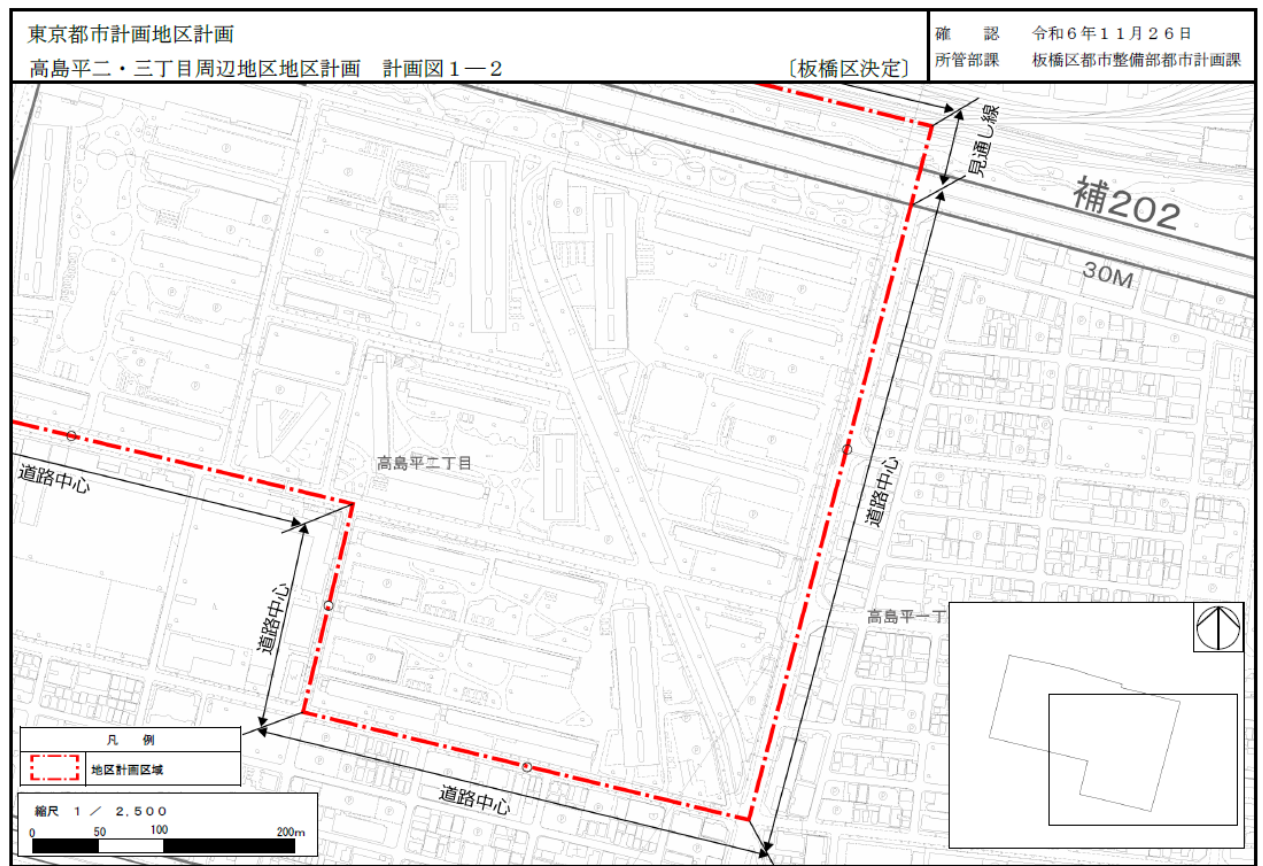 東京都市計画地区計画
高島平二・三丁目周辺地区地区計画　計画図１―２
〔板橋区決定〕
確　認　令和６年１１月２６日
所管部課　板橋区都市整備部都市計画課
見通し線
補202
30M
道路中心
高島平二丁目
道路中心
道路中心
高島平一丁
道路中心
凡　例
地区計画区域
縮尺　１　／　２，５００
0　50　100　200m